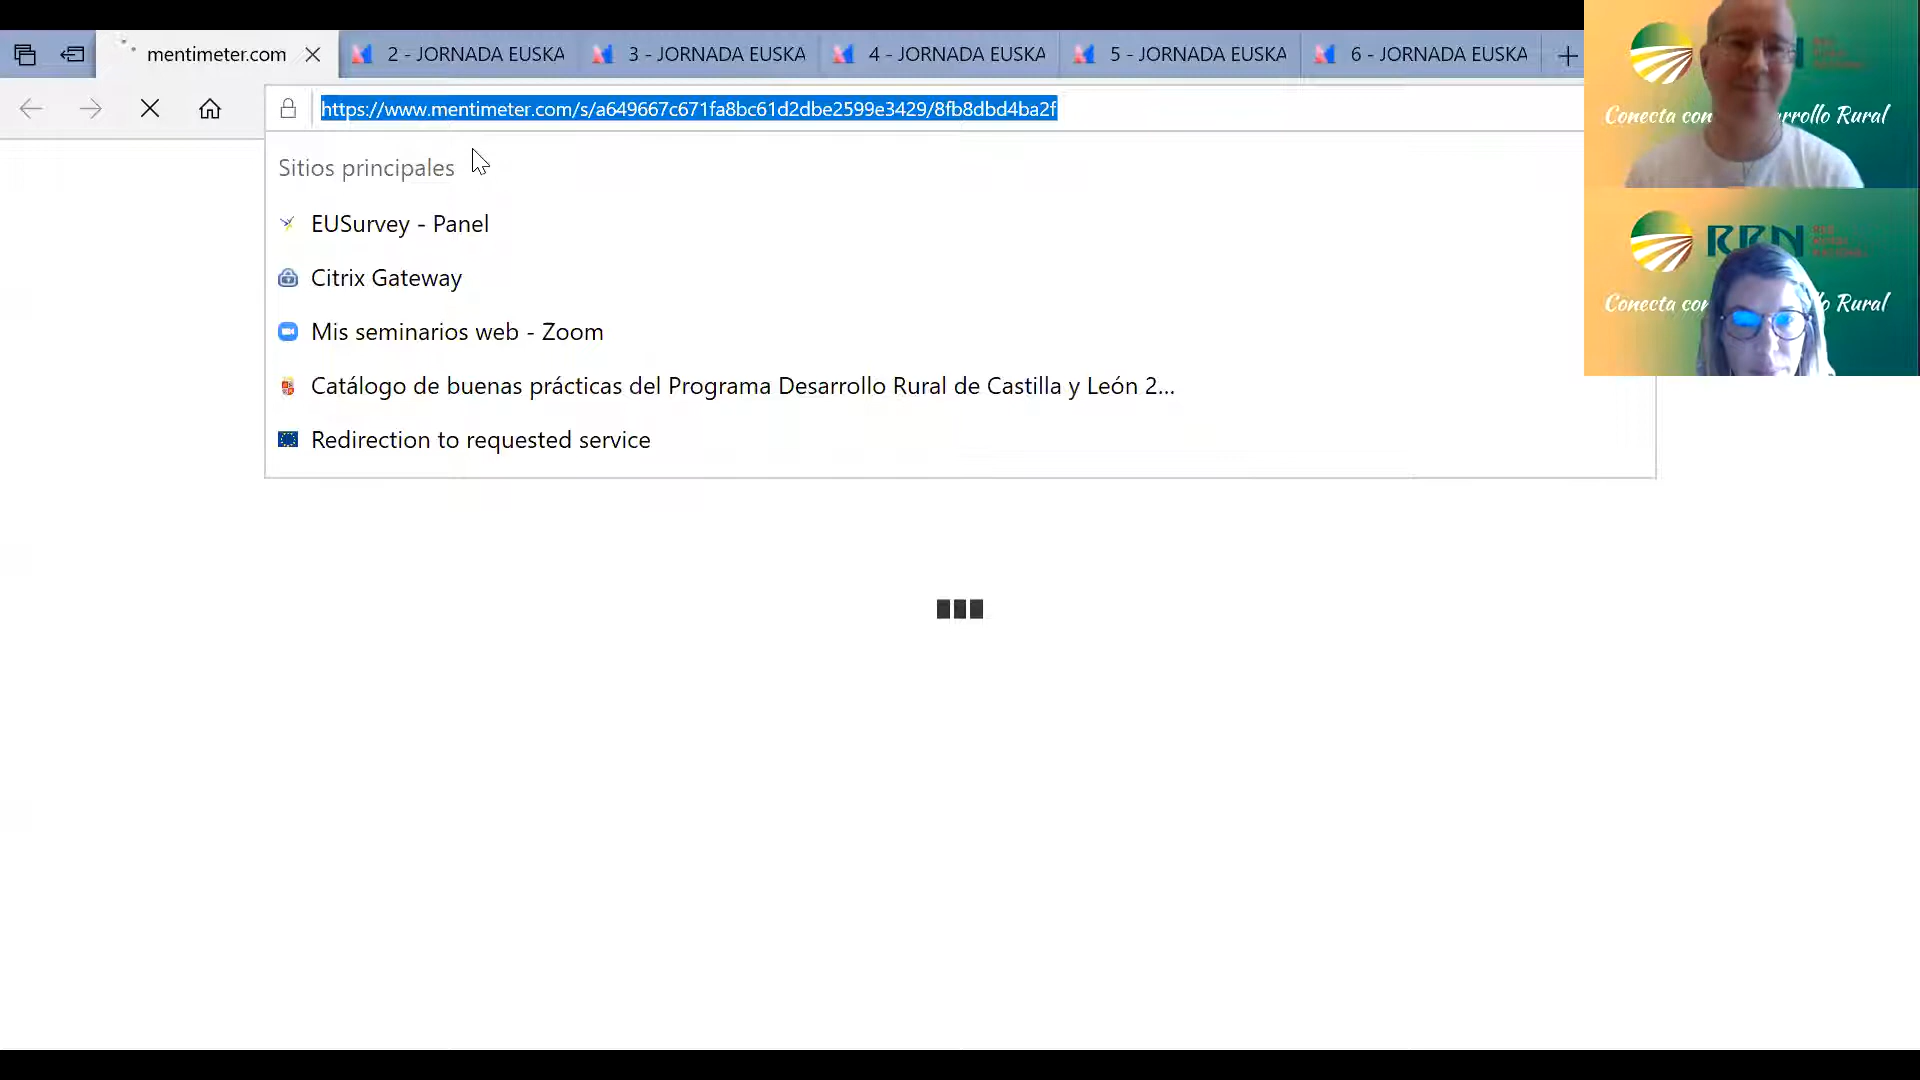 mentimeter.com
2 - JORNADA EUSKA
3 - JORNADA EUSKA
4 - JORNADA EUSKA
5 - JORNADA EUSKA
6 - JORNADA EUSKA
https://www.mentimeter.com/s/a649667c671fa8bc61d2dbe2599e3429/8fb8dbd4ba2f
Sitios principales
EUSurvey - Panel
Citrix Gateway
Mis seminarios web - Zoom
Catálogo de buenas prácticas del Programa Desarrollo Rural de Castilla y León 2...
Redirection to requested service
Conecta con
rrollo Rural
RRN
Conecta con
lo Rural